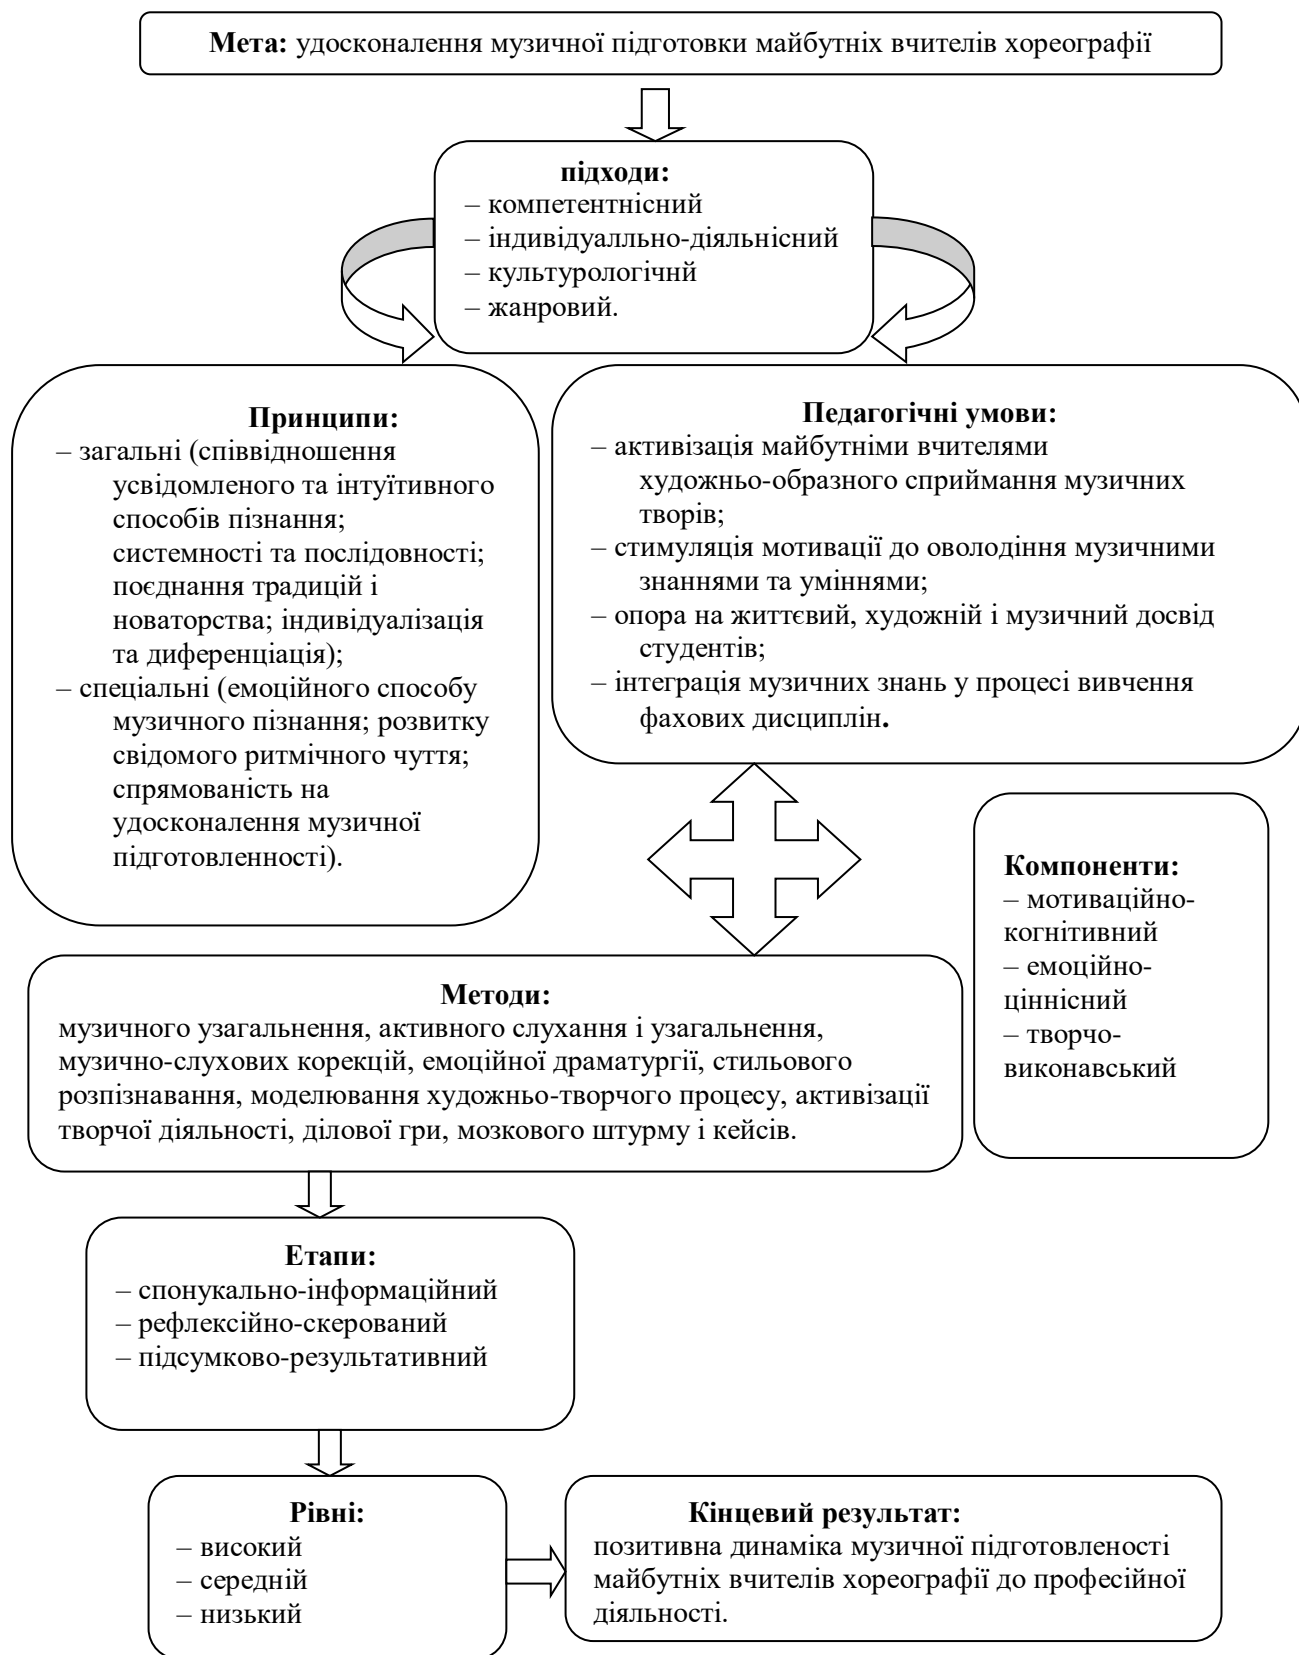 Мета: удосконалення музичної підготовки майбутніх вчителів хореографії
підходи:
– компетентнісний
– індивідуалльно-діяльнісний
– культурологічнй
– жанровий.
Принципи:
– загальні (співвідношення
усвідомленого та інтуїтивного
способів пізнання;
системності та послідовності;
поєднання традицій і
новаторства; індивідуалізація
та диференціація);
– спеціальні (емоційного способу
музичного пізнання; розвитку
свідомого ритмічного чуття;
спрямованість на
удосконалення музичної
підготовленності).
Педагогічні умови:
– активізація майбутніми вчителями
художньо-образного сприймання музичних
творів;
– стимуляція мотивації до оволодіння музичними
знаннями та уміннями;
– опора на життєвий, художній і музичний досвід
студентів;
– інтеграція музичних знань у процесі вивчення
фахових дисциплін.
Компоненти:
– мотиваційно-
когнітивний
– емоційно-
ціннісний
– творчо-
виконавський
Методи:
музичного узагальнення, активного слухання і узагальнення,
музично-слухових корекцій, емоційної драматургії, стильового
розпізнавання, моделювання художньо-творчого процесу, активізації
творчої діяльності, ділової гри, мозкового штурму і кейсів.
Етапи:
– спонукально-інформаційний
– рефлексійно-скерований
– підсумково-результативний
Рівні:
– високий
– середній
– низький
Кінцевий результат:
позитивна динаміка музичної підготовленості
майбутніх вчителів хореографії до професійної
діяльності.